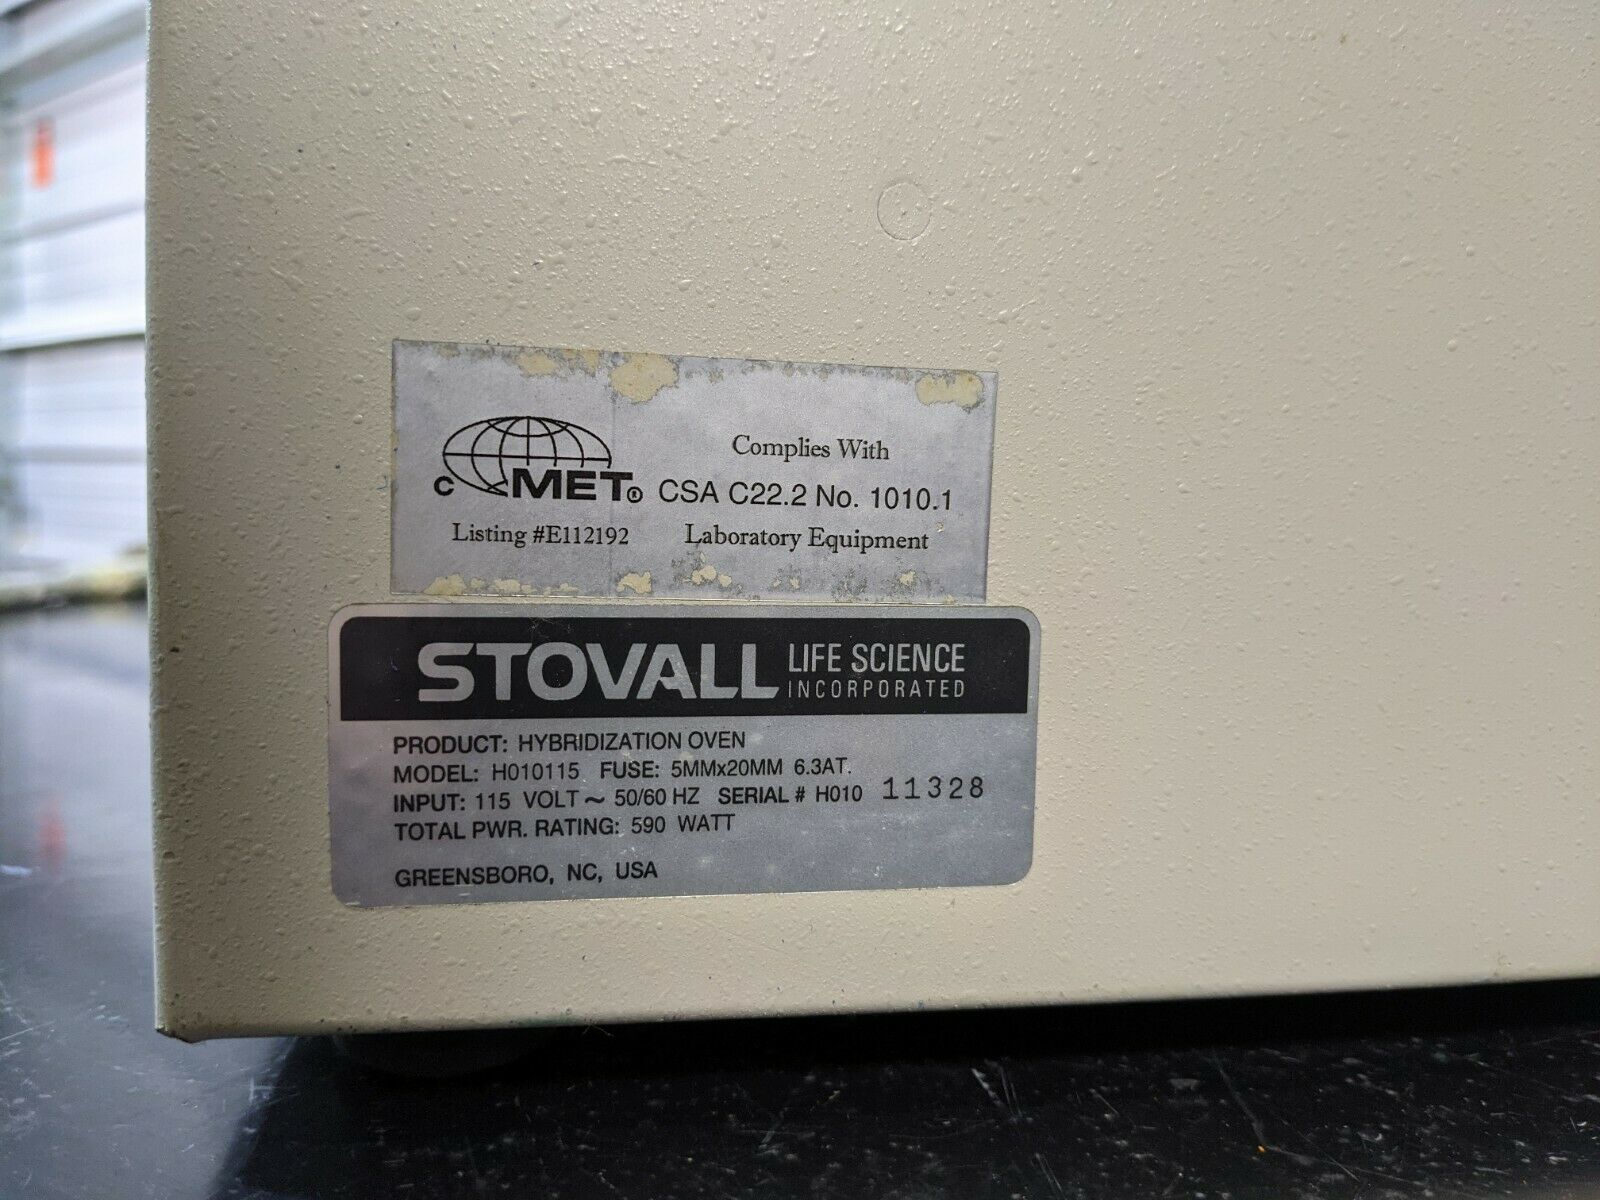 C MET®
Listing #E112192
Complies With
CSA C22.2 No. 1010.1
Laboratory Equipment
STOVALL LIFE SCIENCE
INCORPORATED
PRODUCT: HYBRIDIZATION OVEN
MODEL: H010115 FUSE: 5MMx20MM 6.3AT.
INPUT: 115 VOLT ~ 50/60 HZ SERIAL # H010 11328
TOTAL PWR. RATING: 590 WATT
GREENSBORO, NC, USA